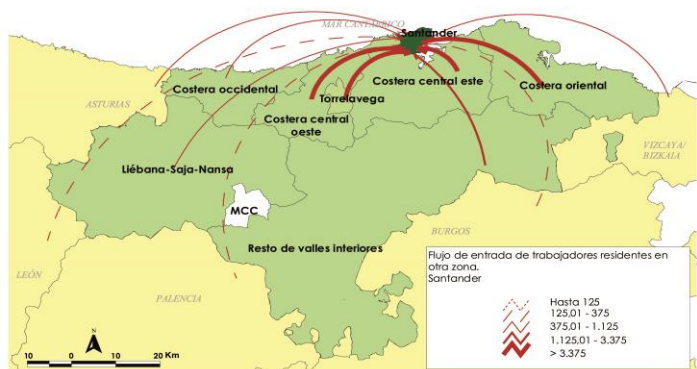 MAR CANTÁBRICO
Santander
Costera central este
Costera oriental
Costera occidental
ASTURIAS
Torrelavega
Costera central
oeste
VIZCAYA/
BIZKAIA
Liébana-Saja-Nansa
MCC
BURGOS
Resto de valles interiores
LEÓN
PALENCIA
Flujo de entrada de trabajadores residentes en
otra zona.
Santander
Hasta 125
125,01 - 375
375,01 - 1.125
1.125,01 - 3.375
> 3.375
N
10 0 10 20 Km